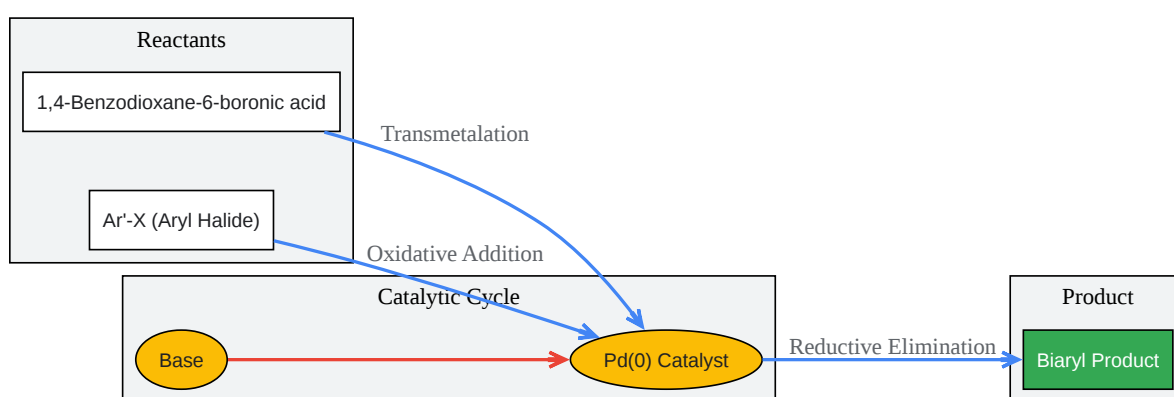 Reactants
1,4-Benzodioxane-6-boronic acid
Transmetalation
Ar'-X (Aryl Halide)
Oxidative Addition
Catalytic Cycle
Product
Base
Pd(0) Catalyst
Reductive Elimination
Biaryl Product